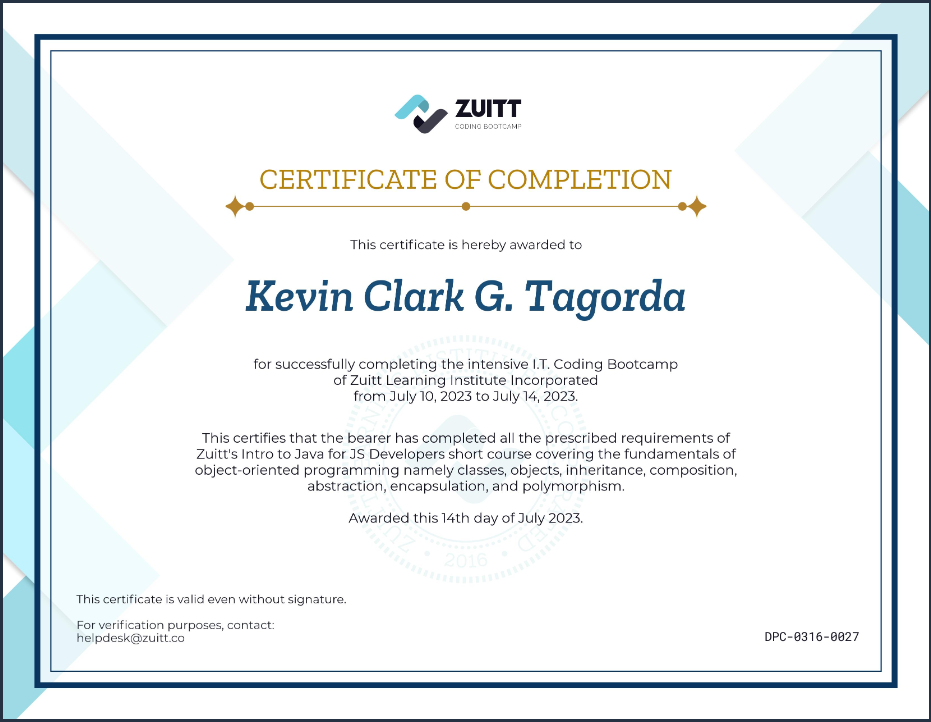 ZUITT
CODING BOOTCAMP
CERTIFICATE OF COMPLETION
This certificate is hereby awarded to
Kevin Clark G. Tagorda
for successfully completing the intensive I.T. Coding Bootcamp
of Zuitt Learning Institute Incorporated
from July 10, 2023 to July 14, 2023.
This certifies that the bearer has completed all the prescribed requirements of
Zuitt's Intro to Java for JS Developers short course covering the fundamentals of
object-oriented programming namely classes, objects, inheritance, composition,
abstraction, encapsulation, and polymorphism.
Awarded this 14th day of July 2023.
2016
This certificate is valid even without signature.
For verification purposes, contact:
helpdesk@zuitt.co
DPC-0316-0027